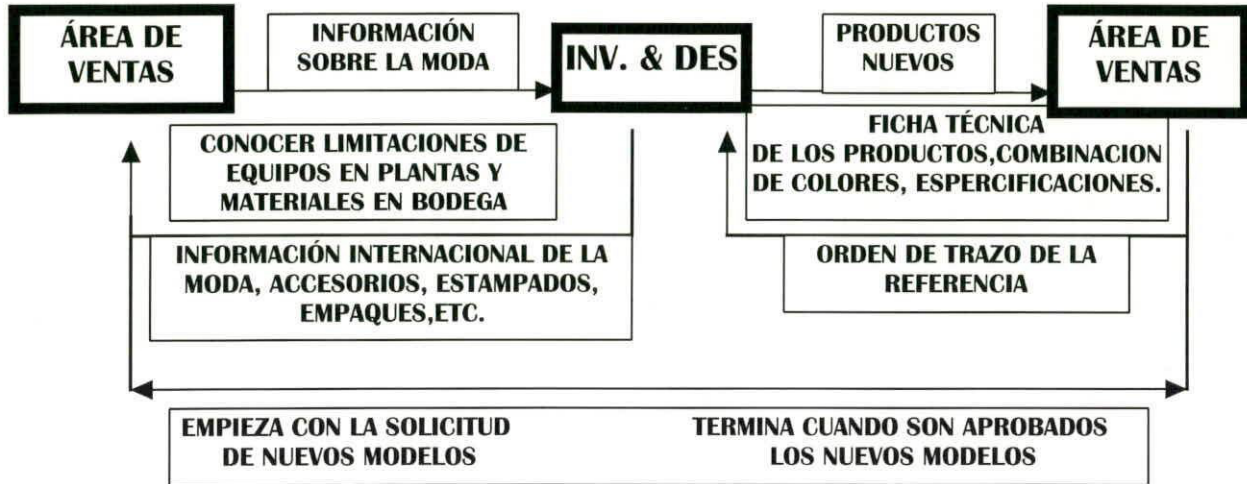 ÁREA DE
VENTAS
INFORMACIÓN
SOBRE LA MODA
INV. & DES
PRODUCTOS
NUEVOS
ÁREA DE
VENTAS
CONOCER LIMITACIONES DE
EQUIPOS EN PLANTAS Y
MATERIALES EN BODEGA
FICHA TÉCNICA
DE LOS PRODUCTOS,COMBINACION
DE COLORES, ESPERCIFICACIONES.
INFORMACIÓN INTERNACIONAL DE LA
MODA, ACCESORIOS, ESTAMPADOS,
EMPAQUES,ETC.
ORDEN DE TRAZO DE LA
REFERENCIA
EMPIEZA CON LA SOLICITUD
DE NUEVOS MODELOS
TERMINA CUANDO SON APROBADOS
LOS NUEVOS MODELOS